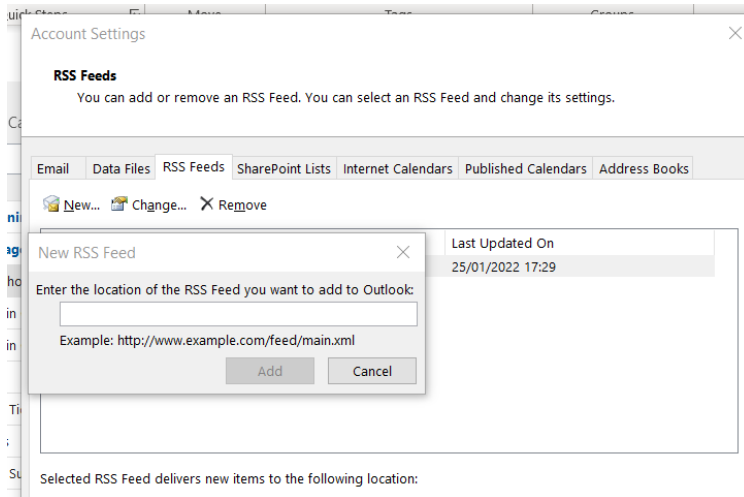 Move
Tags
Groups
Account Settings
RSS Feeds
You can add or remove an RSS Feed. You can select an RSS Feed and change its settings.
Email Data Files RSS Feeds SharePoint Lists Internet Calendars Published Calendars Address Books
New... Change... Remove
Last Updated On
25/01/2022 17:29
New RSS Feed
Enter the location of the RSS Feed you want to add to Outlook:
Example: http://www.example.com/feed/main.xml
Add Cancel
Selected RSS Feed delivers new items to the following location: